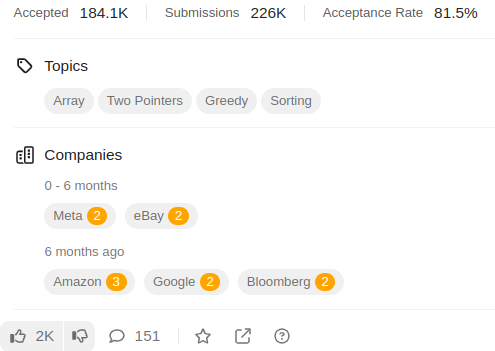 Accepted 184.1K Submissions 226K Acceptance Rate 81.5%
Topics
Array Two Pointers Greedy Sorting
Companies
0 - 6 months
Meta 2 eBay 2
6 months ago
Amazon 3 Google 2 Bloomberg 2
2K 151